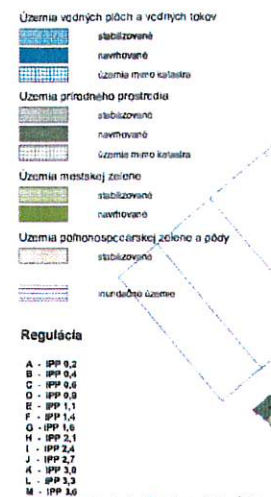 Územia vodných plôch a vodných tokov
stabilizované
navrhované
územia mimo katastra
Územia prírodného prostredia
stabilizované
navrhované
územia mimo katastra
Územia mestskej zelene
stabilizované
navrhované
Územia poľnohospodárskej zelene a pôdy
stabilizované
inundačné územie
Regulácia
A - IPP 0,2
B - IPP 0,4
C - IPP 0,6
D - IPP 0,9
E - IPP 1,1
F - IPP 1,4
G - IPP 1,8
H - IPP 2,1
I - IPP 2,4
J - IPP 2,7
K - IPP 3,0
L - IPP 3,3
M - IPP 3,6